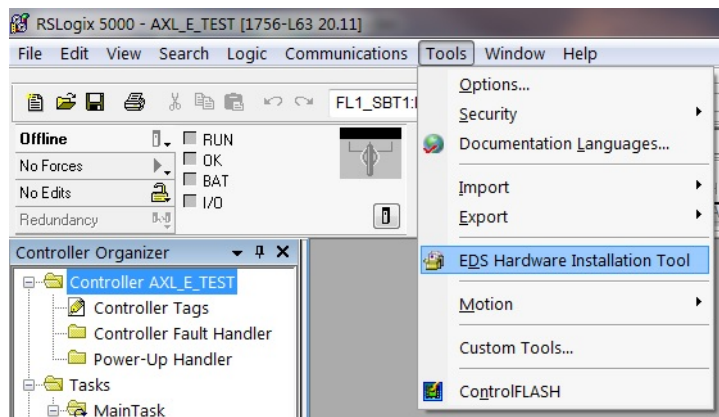 RSLogix 5000 - AXL_E_TEST [1756-L63 20.11]
File Edit View Search Logic Communications Tools Window Help
FL1_SBT1:
Offline
RUN
No Forces
OK
BAT
No Edits
I/O
Redundancy
Controller Organizer
Controller AXL_E_TEST
Controller Tags
Controller Fault Handler
Power-Up Handler
Tasks
MainTask
Options...
Security
Documentation Languages...
Import
Export
EDS Hardware Installation Tool
Motion
Custom Tools...
ControlFLASH